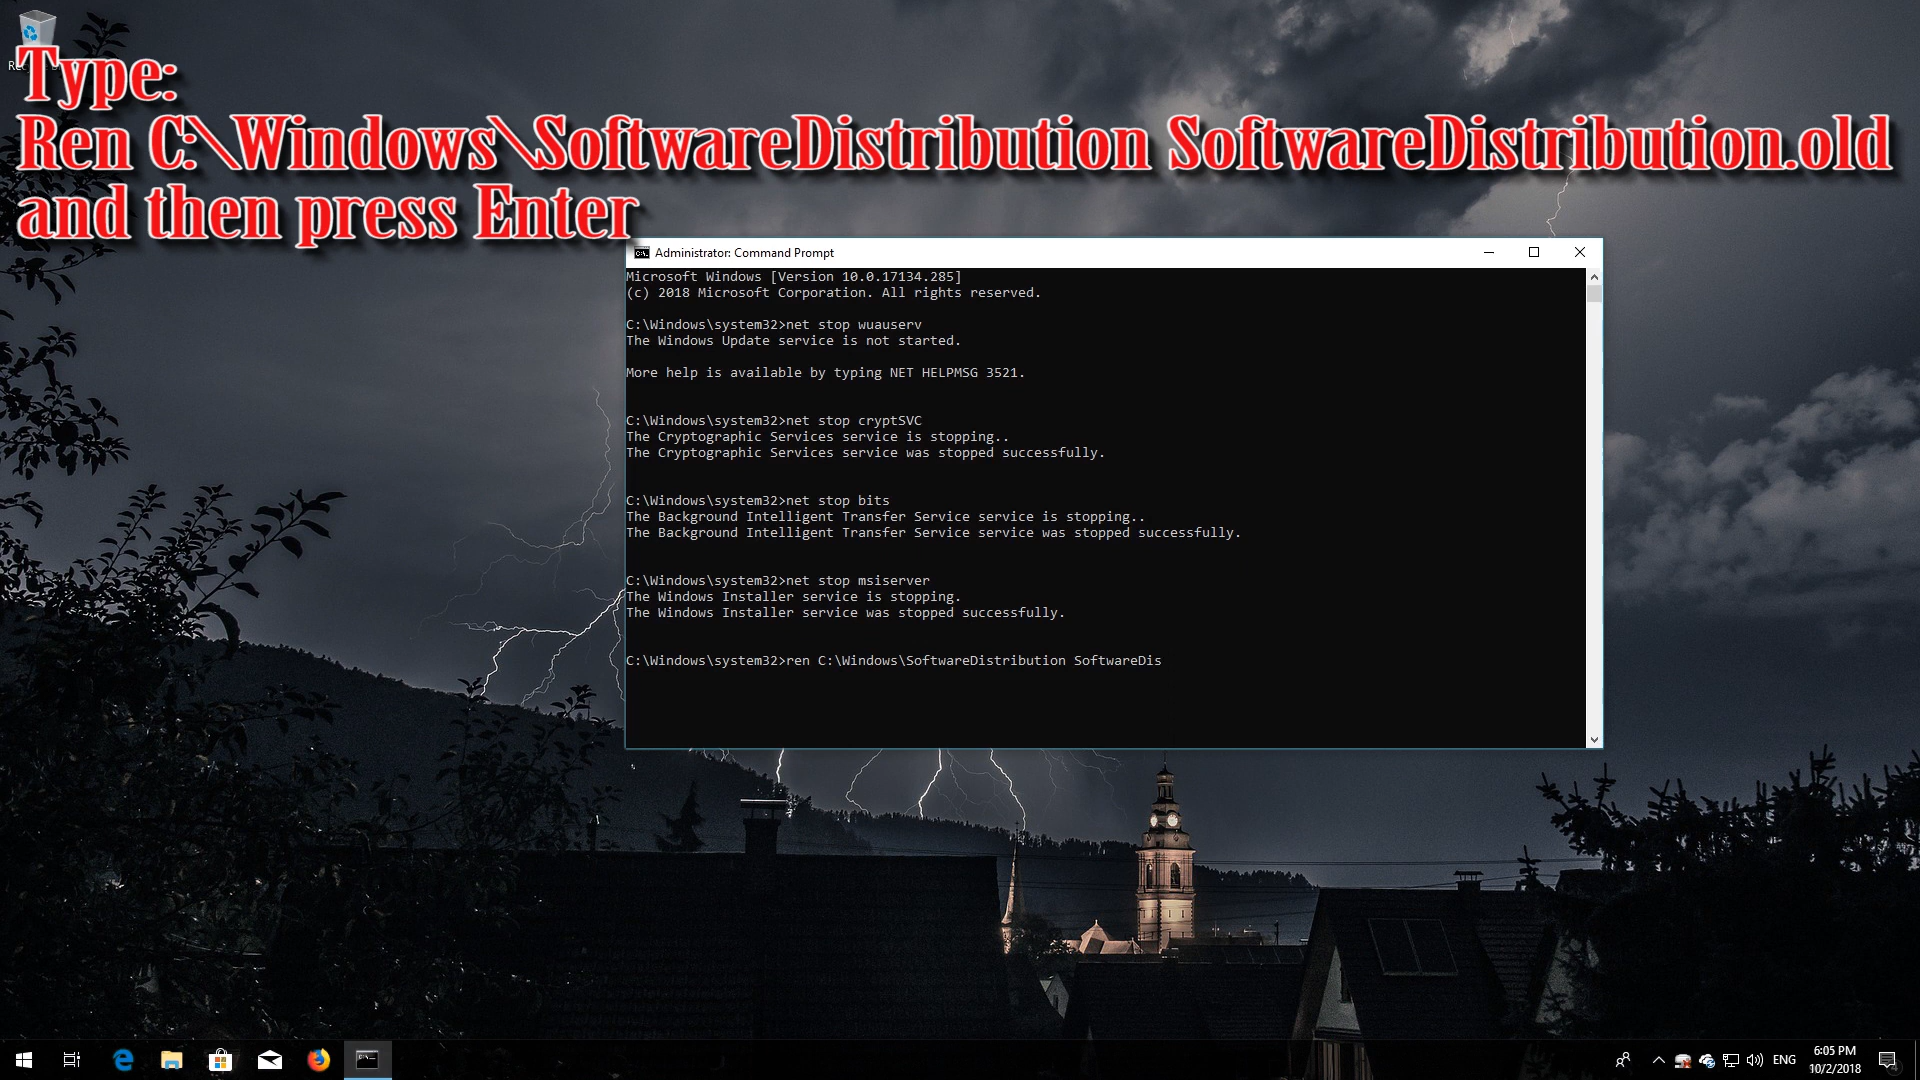 Type:
Ren C:\Windows\SoftwareDistribution SoftwareDistribution.old
and then press Enter
Administrator: Command Prompt
Microsoft Windows [Version 10.0.17134.285]
(c) 2018 Microsoft Corporation. All rights reserved.
C:\Windows\system32>net stop wuauserv
The Windows Update service is not started.
More help is available by typing NET HELPMSG 3521.
C:\Windows\system32>net stop cryptSVC
The Cryptographic Services service is stopping..
The Cryptographic Services service was stopped successfully.
C:\Windows\system32>net stop bits
The Background Intelligent Transfer Service service is stopping..
The Background Intelligent Transfer Service service was stopped successfully.
C:\Windows\system32>net stop msiserver
The Windows Installer service is stopping.
The Windows Installer service was stopped successfully.
C:\Windows\system32>ren C:\Windows\SoftwareDistribution SoftwareDis
ENG
6:05 PM
10/2/2018